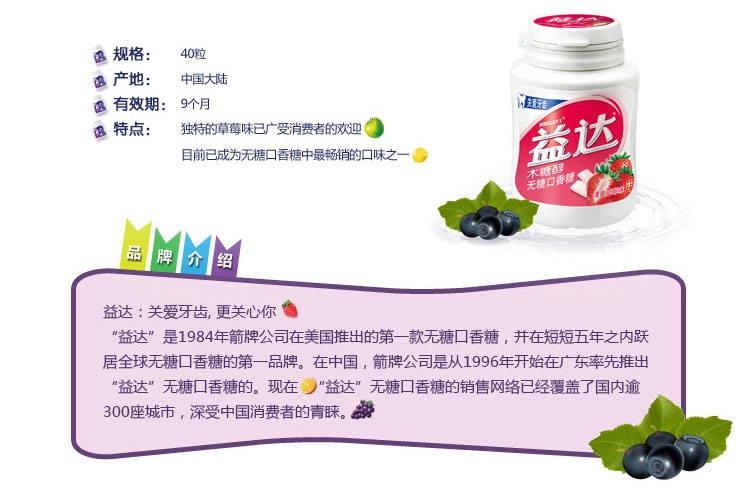 规格： 40粒
产地： 中国大陆
有效期： 9个月
特点： 独特的草莓味已广受消费者的欢迎
目前已成为无糖口香糖中最畅销的口味之一
关爱牙齿
益达
木糖醇
无糖口香糖
品牌介绍
益达：关爱牙齿, 更关心你
“益达”是1984年箭牌公司在美国推出的第一款无糖口香糖，并在短短五年之内跃
居全球无糖口香糖的第一品牌。在中国，箭牌公司是从1996年开始在广东率先推出
“益达”无糖口香糖的。现在“益达”无糖口香糖的销售网络已经覆盖了国内逾
300座城市，深受中国消费者的青睐。